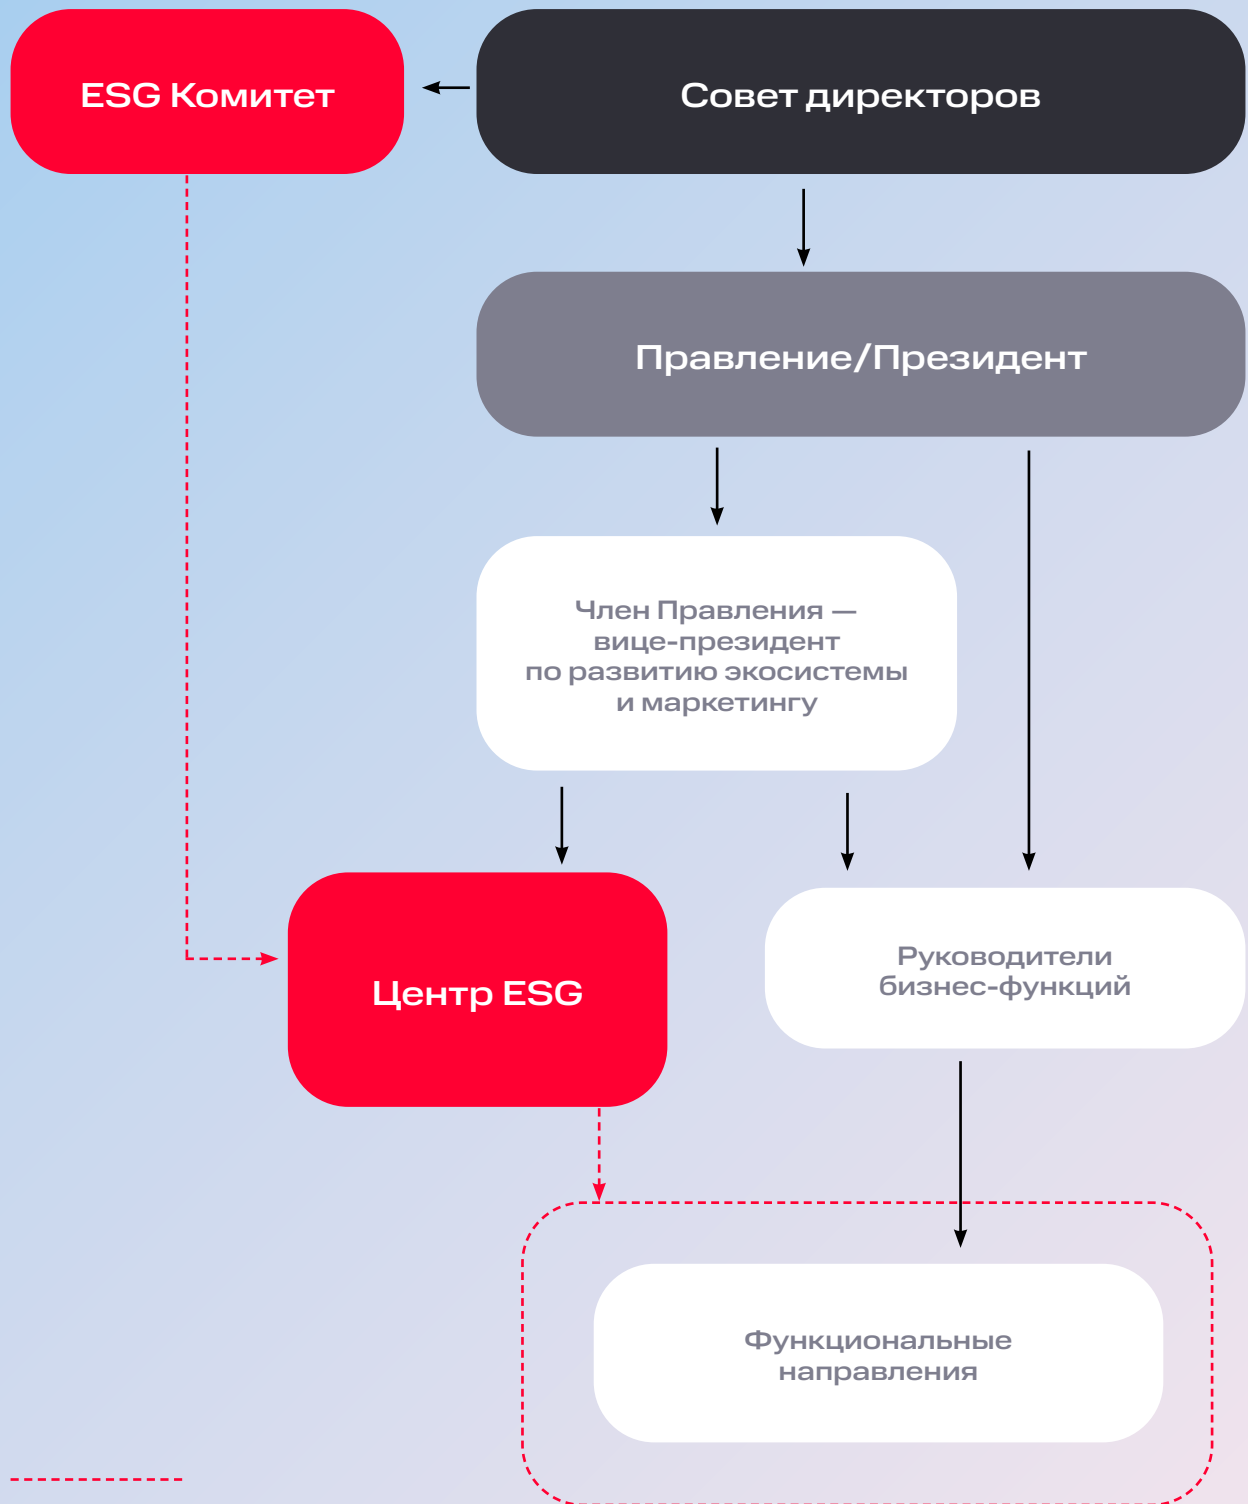 ESG Комитет
Совет директоров
Правление/Президент
Член Правления —
вице-президент
по развитию экосистемы
и маркетингу
Центр ESG
Руководители
бизнес-функций
Функциональные
направления